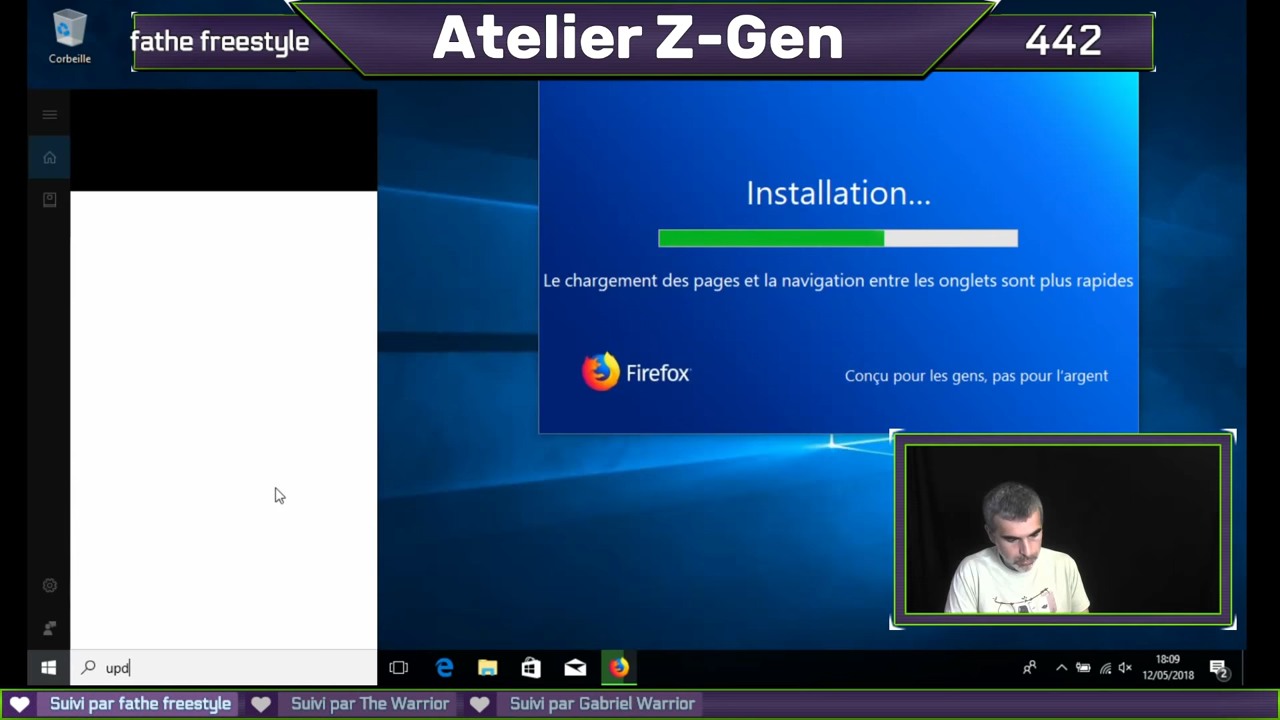 Corbeille
fathe freestyle
Atelier Z-Gen
442
Installation...
Le chargement des pages et la navigation entre les onglets sont plus rapides
Firefox
Conçu pour les gens, pas pour l'argent
upd
18:09
12/05/2018
2
Suivi par fathe freestyle
Suivi par The Warrior
Suivi par Gabriel Warrior